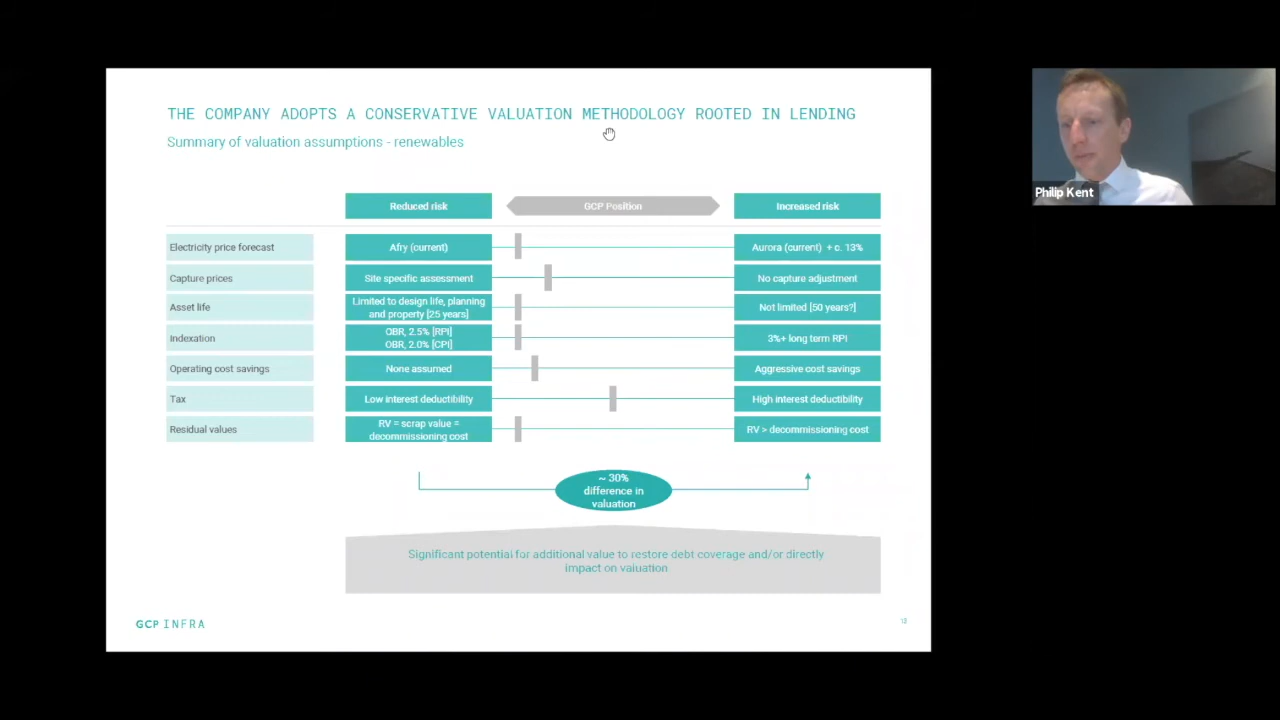 THE COMPANY ADOPTS A CONSERVATIVE VALUATION METHODOLOGY ROOTED IN LENDING
Summary of valuation assumptions - renewables
Reduced risk
GCP Position
Increased risk
Electricity price forecast
Afry (current)
Aurora (current) + c. 13%
Capture prices
Site specific assessment
No capture adjustment
Asset life
Limited to design life, planning
and property [25 years]
Not limited [50 years?]
Indexation
OBR, 2.5% [RPI]
OBR, 2.0% [CPI]
3%+ long term RPI
Operating cost savings
None assumed
Aggressive cost savings
Tax
Low interest deductibility
High interest deductibility
Residual values
RV = scrap value =
decommissioning cost
RV > decommissioning cost
~ 30%
difference in
valuation
Significant potential for additional value to restore debt coverage and/or directly
impact on valuation
GCP INFRA
Philip Kent